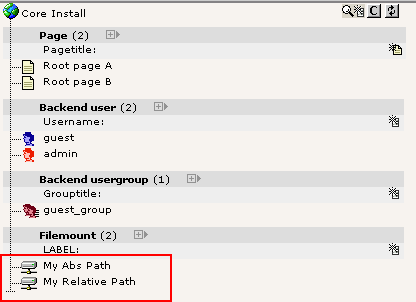 Core Install
C
Page (2)
Pagetitle:
Root page A
Root page B
Backend user (2)
Username:
guest
admin
Backend usergroup (1)
Grouptitle:
guest_group
Filemount (2)
LABEL:
My Abs Path
My Relative Path